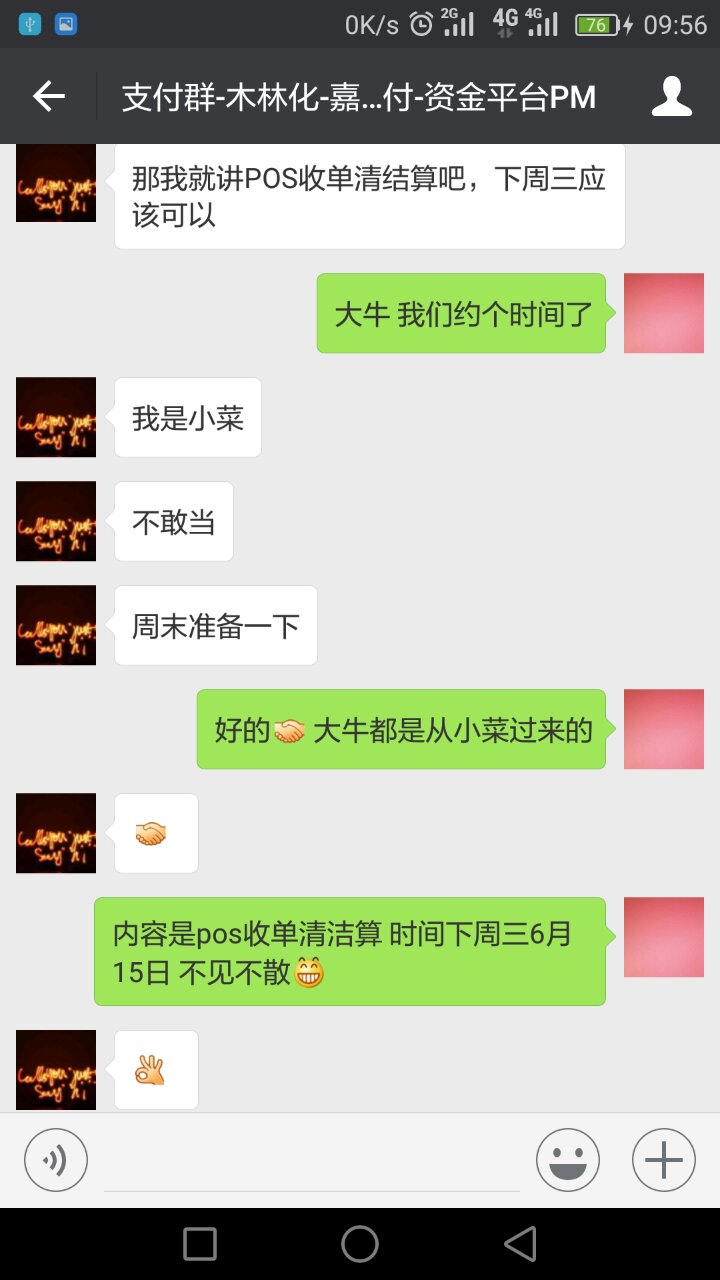 0K/s 2G 4G 4G 76 09:56
支付群-木林化-嘉...付-资金平台PM
那我就讲POS收单清结算吧，下周三应
该可以
大牛 我们约个时间了
我是小菜
不敢当
周末准备一下
好的🤝 大牛都是从小菜过来的
🤝
内容是pos收单清洁算 时间下周三6月
15日 不见不散😁
👌